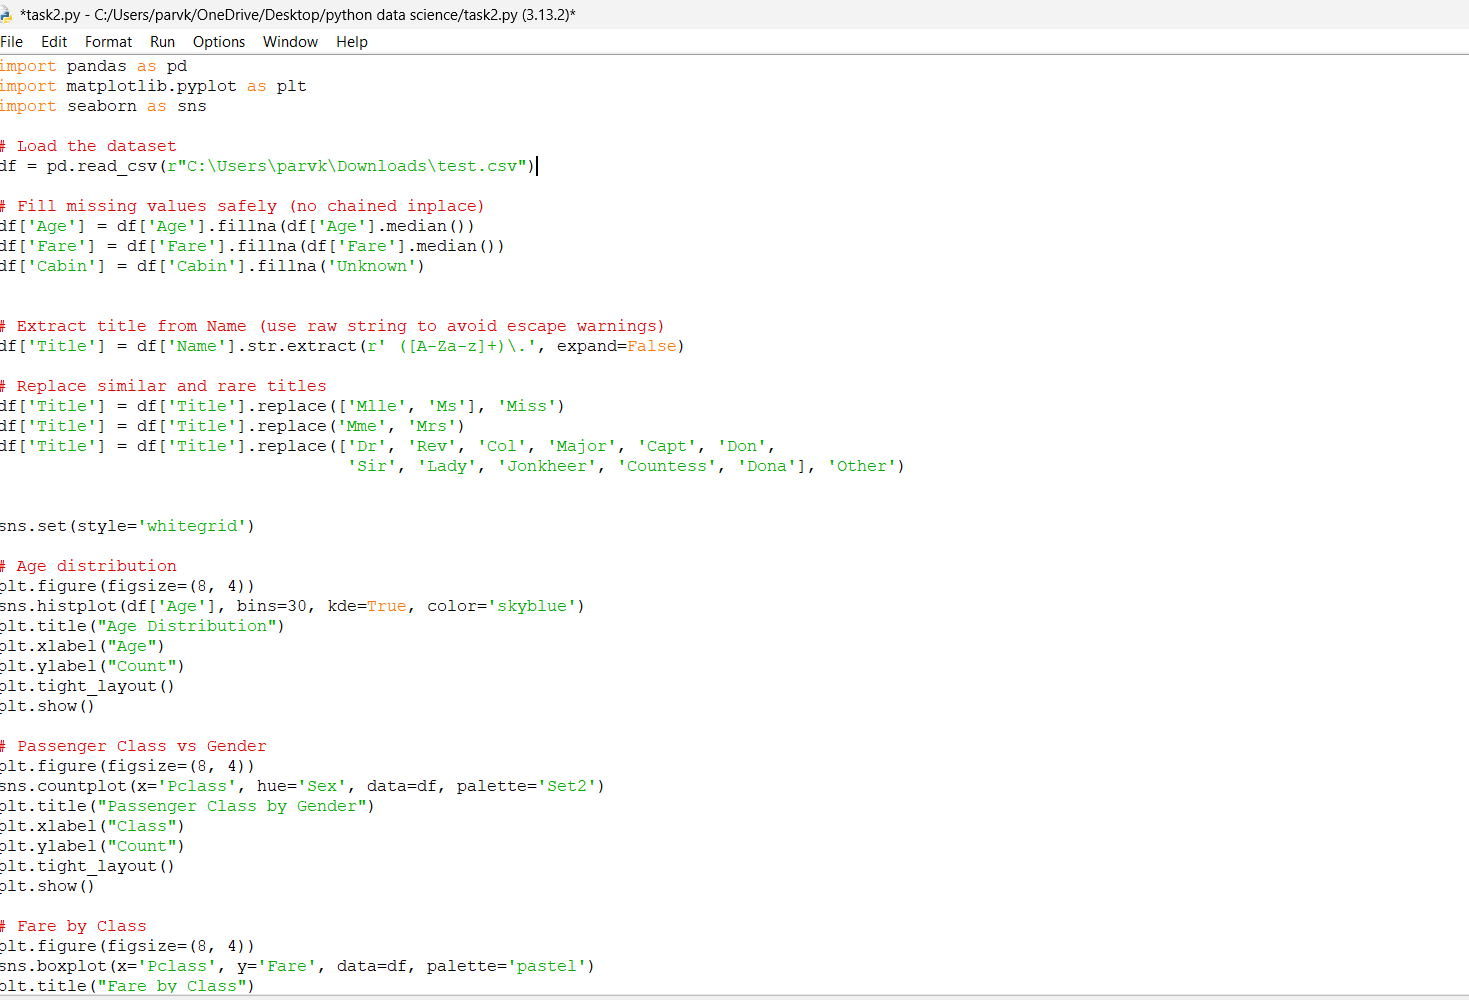 *task2.py - C:/Users/parvk/OneDrive/Desktop/python data science/task2.py (3.13.2)*
File Edit Format Run Options Window Help
import pandas as pd
import matplotlib.pyplot as plt
import seaborn as sns
# Load the dataset
df = pd.read_csv(r"C:\Users\parvk\Downloads\test.csv")
# Fill missing values safely (no chained inplace)
df['Age'] = df['Age'].fillna(df['Age'].median())
df['Fare'] = df['Fare'].fillna(df['Fare'].median())
df['Cabin'] = df['Cabin'].fillna('Unknown')
# Extract title from Name (use raw string to avoid escape warnings)
df['Title'] = df['Name'].str.extract(r' ([A-Za-z]+)\.', expand=False)
# Replace similar and rare titles
df['Title'] = df['Title'].replace(['Mlle', 'Ms'], 'Miss')
df['Title'] = df['Title'].replace('Mme', 'Mrs')
df['Title'] = df['Title'].replace(['Dr', 'Rev', 'Col', 'Major', 'Capt', 'Don',
'Sir', 'Lady', 'Jonkheer', 'Countess', 'Dona'], 'Other')
sns.set(style='whitegrid')
# Age distribution
plt.figure(figsize=(8, 4))
sns.histplot(df['Age'], bins=30, kde=True, color='skyblue')
plt.title("Age Distribution")
plt.xlabel("Age")
plt.ylabel("Count")
plt.tight_layout()
plt.show()
# Passenger Class vs Gender
plt.figure(figsize=(8, 4))
sns.countplot(x='Pclass', hue='Sex', data=df, palette='Set2')
plt.title("Passenger Class by Gender")
plt.xlabel("Class")
plt.ylabel("Count")
plt.tight_layout()
plt.show()
# Fare by Class
plt.figure(figsize=(8, 4))
sns.boxplot(x='Pclass', y='Fare', data=df, palette='pastel')
plt.title("Fare by Class")